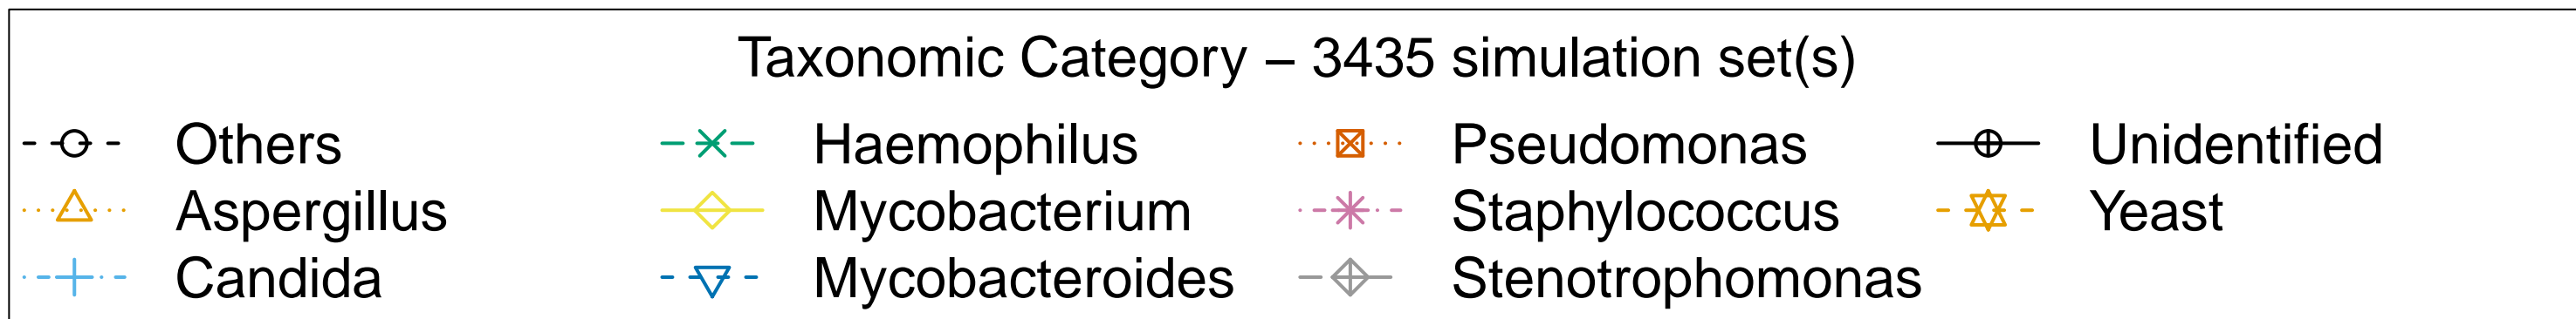 Taxonomic Category – 3435 simulation set(s)
Others Haemophilus Pseudomonas Unidentified
Aspergillus Mycobacterium Staphylococcus Yeast
Candida Mycobacteroides Stenotrophomonas